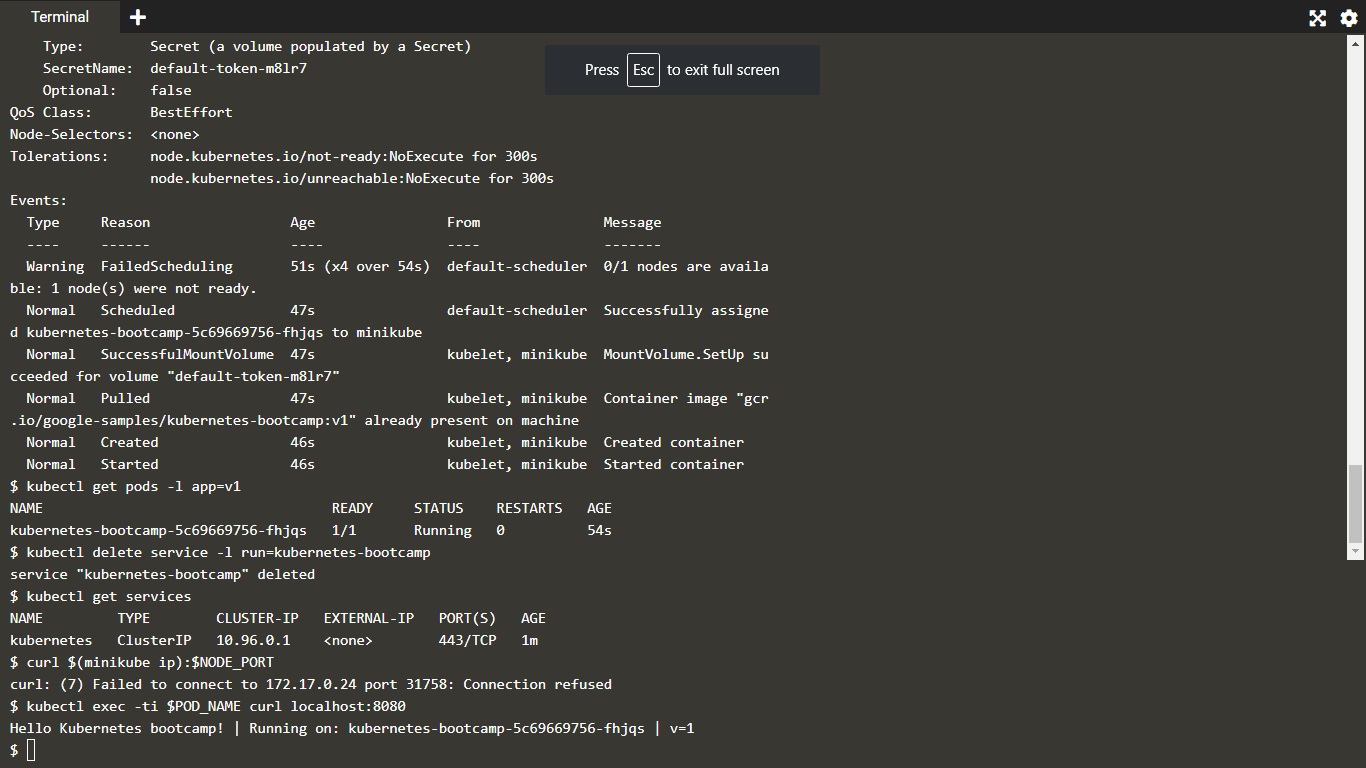 Terminal
Type: Secret (a volume populated by a Secret)
Press Esc to exit full screen
SecretName: default-token-m8lr7
Optional: false
QoS Class: BestEffort
Node-Selectors: <none>
Tolerations: node.kubernetes.io/not-ready:NoExecute for 300s
node.kubernetes.io/unreachable:NoExecute for 300s
Events:
Type Reason Age From Message
---- ------ ---- ---- -------
Warning FailedScheduling 51s (x4 over 54s) default-scheduler 0/1 nodes are availa
ble: 1 node(s) were not ready.
Normal Scheduled 47s default-scheduler Successfully assigne
d kubernetes-bootcamp-5c69669756-fhjqs to minikube
Normal SuccessfulMountVolume 47s kubelet, minikube MountVolume.SetUp su
cceeded for volume "default-token-m8lr7"
Normal Pulled 47s kubelet, minikube Container image "gcr
.io/google-samples/kubernetes-bootcamp:v1" already present on machine
Normal Created 46s kubelet, minikube Created container
Normal Started 46s kubelet, minikube Started container
$ kubectl get pods -l app=v1
NAME READY STATUS RESTARTS AGE
kubernetes-bootcamp-5c69669756-fhjqs 1/1 Running 0 54s
$ kubectl delete service -l run=kubernetes-bootcamp
service "kubernetes-bootcamp" deleted
$ kubectl get services
NAME TYPE CLUSTER-IP EXTERNAL-IP PORT(S) AGE
kubernetes ClusterIP 10.96.0.1 <none> 443/TCP 1m
$ curl $(minikube ip):$NODE_PORT
curl: (7) Failed to connect to 172.17.0.24 port 31758: Connection refused
$ kubectl exec -ti $POD_NAME curl localhost:8080
Hello Kubernetes bootcamp! | Running on: kubernetes-bootcamp-5c69669756-fhjqs | v=1
$